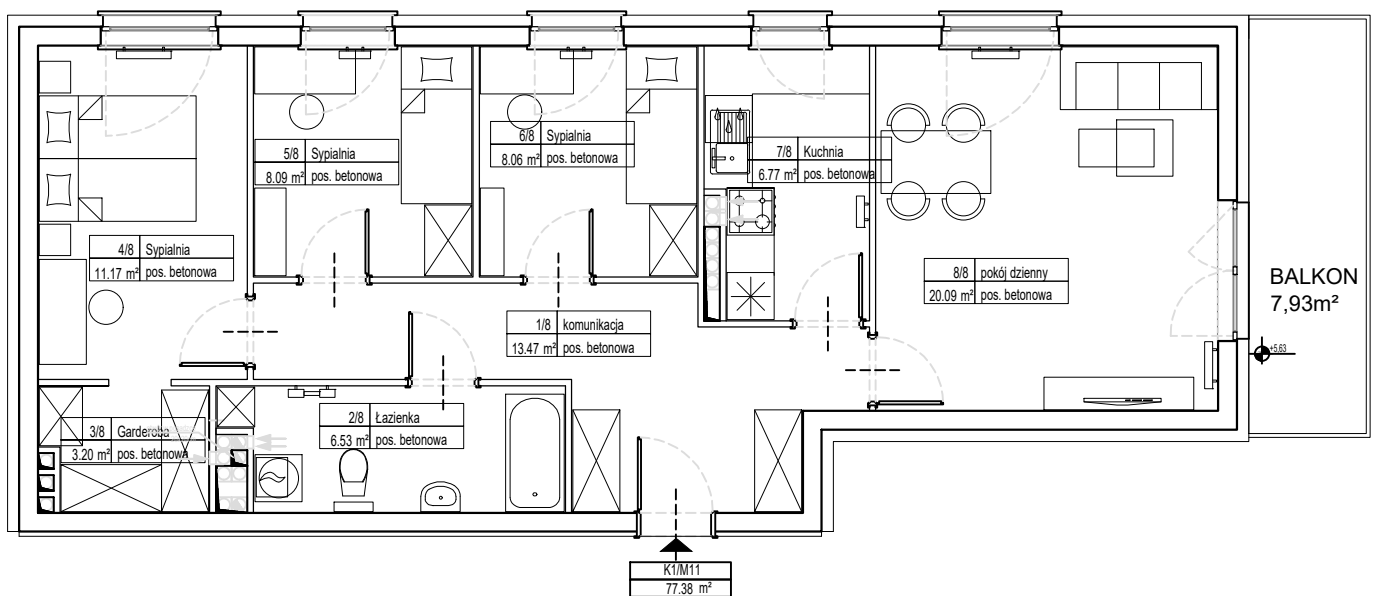 6/8 Sypialnia
8.06 m² pos. betonowa
5/8 Sypialnia
8.09 m² pos. betonowa
7/8 Kuchnia
6.77 m² pos. betonowa
4/8 Sypialnia
11.17 m² pos. betonowa
8/8 pokój dzienny
20.09 m² pos. betonowa
BALKON
7,93m²
1/8 komunikacja
13.47 m² pos. betonowa
+5,63
2/8 Łazienka
6.53 m² pos. betonowa
3/8 Garderoba
3.20 m² pos. betonowa
K1/M11
77.38 m²